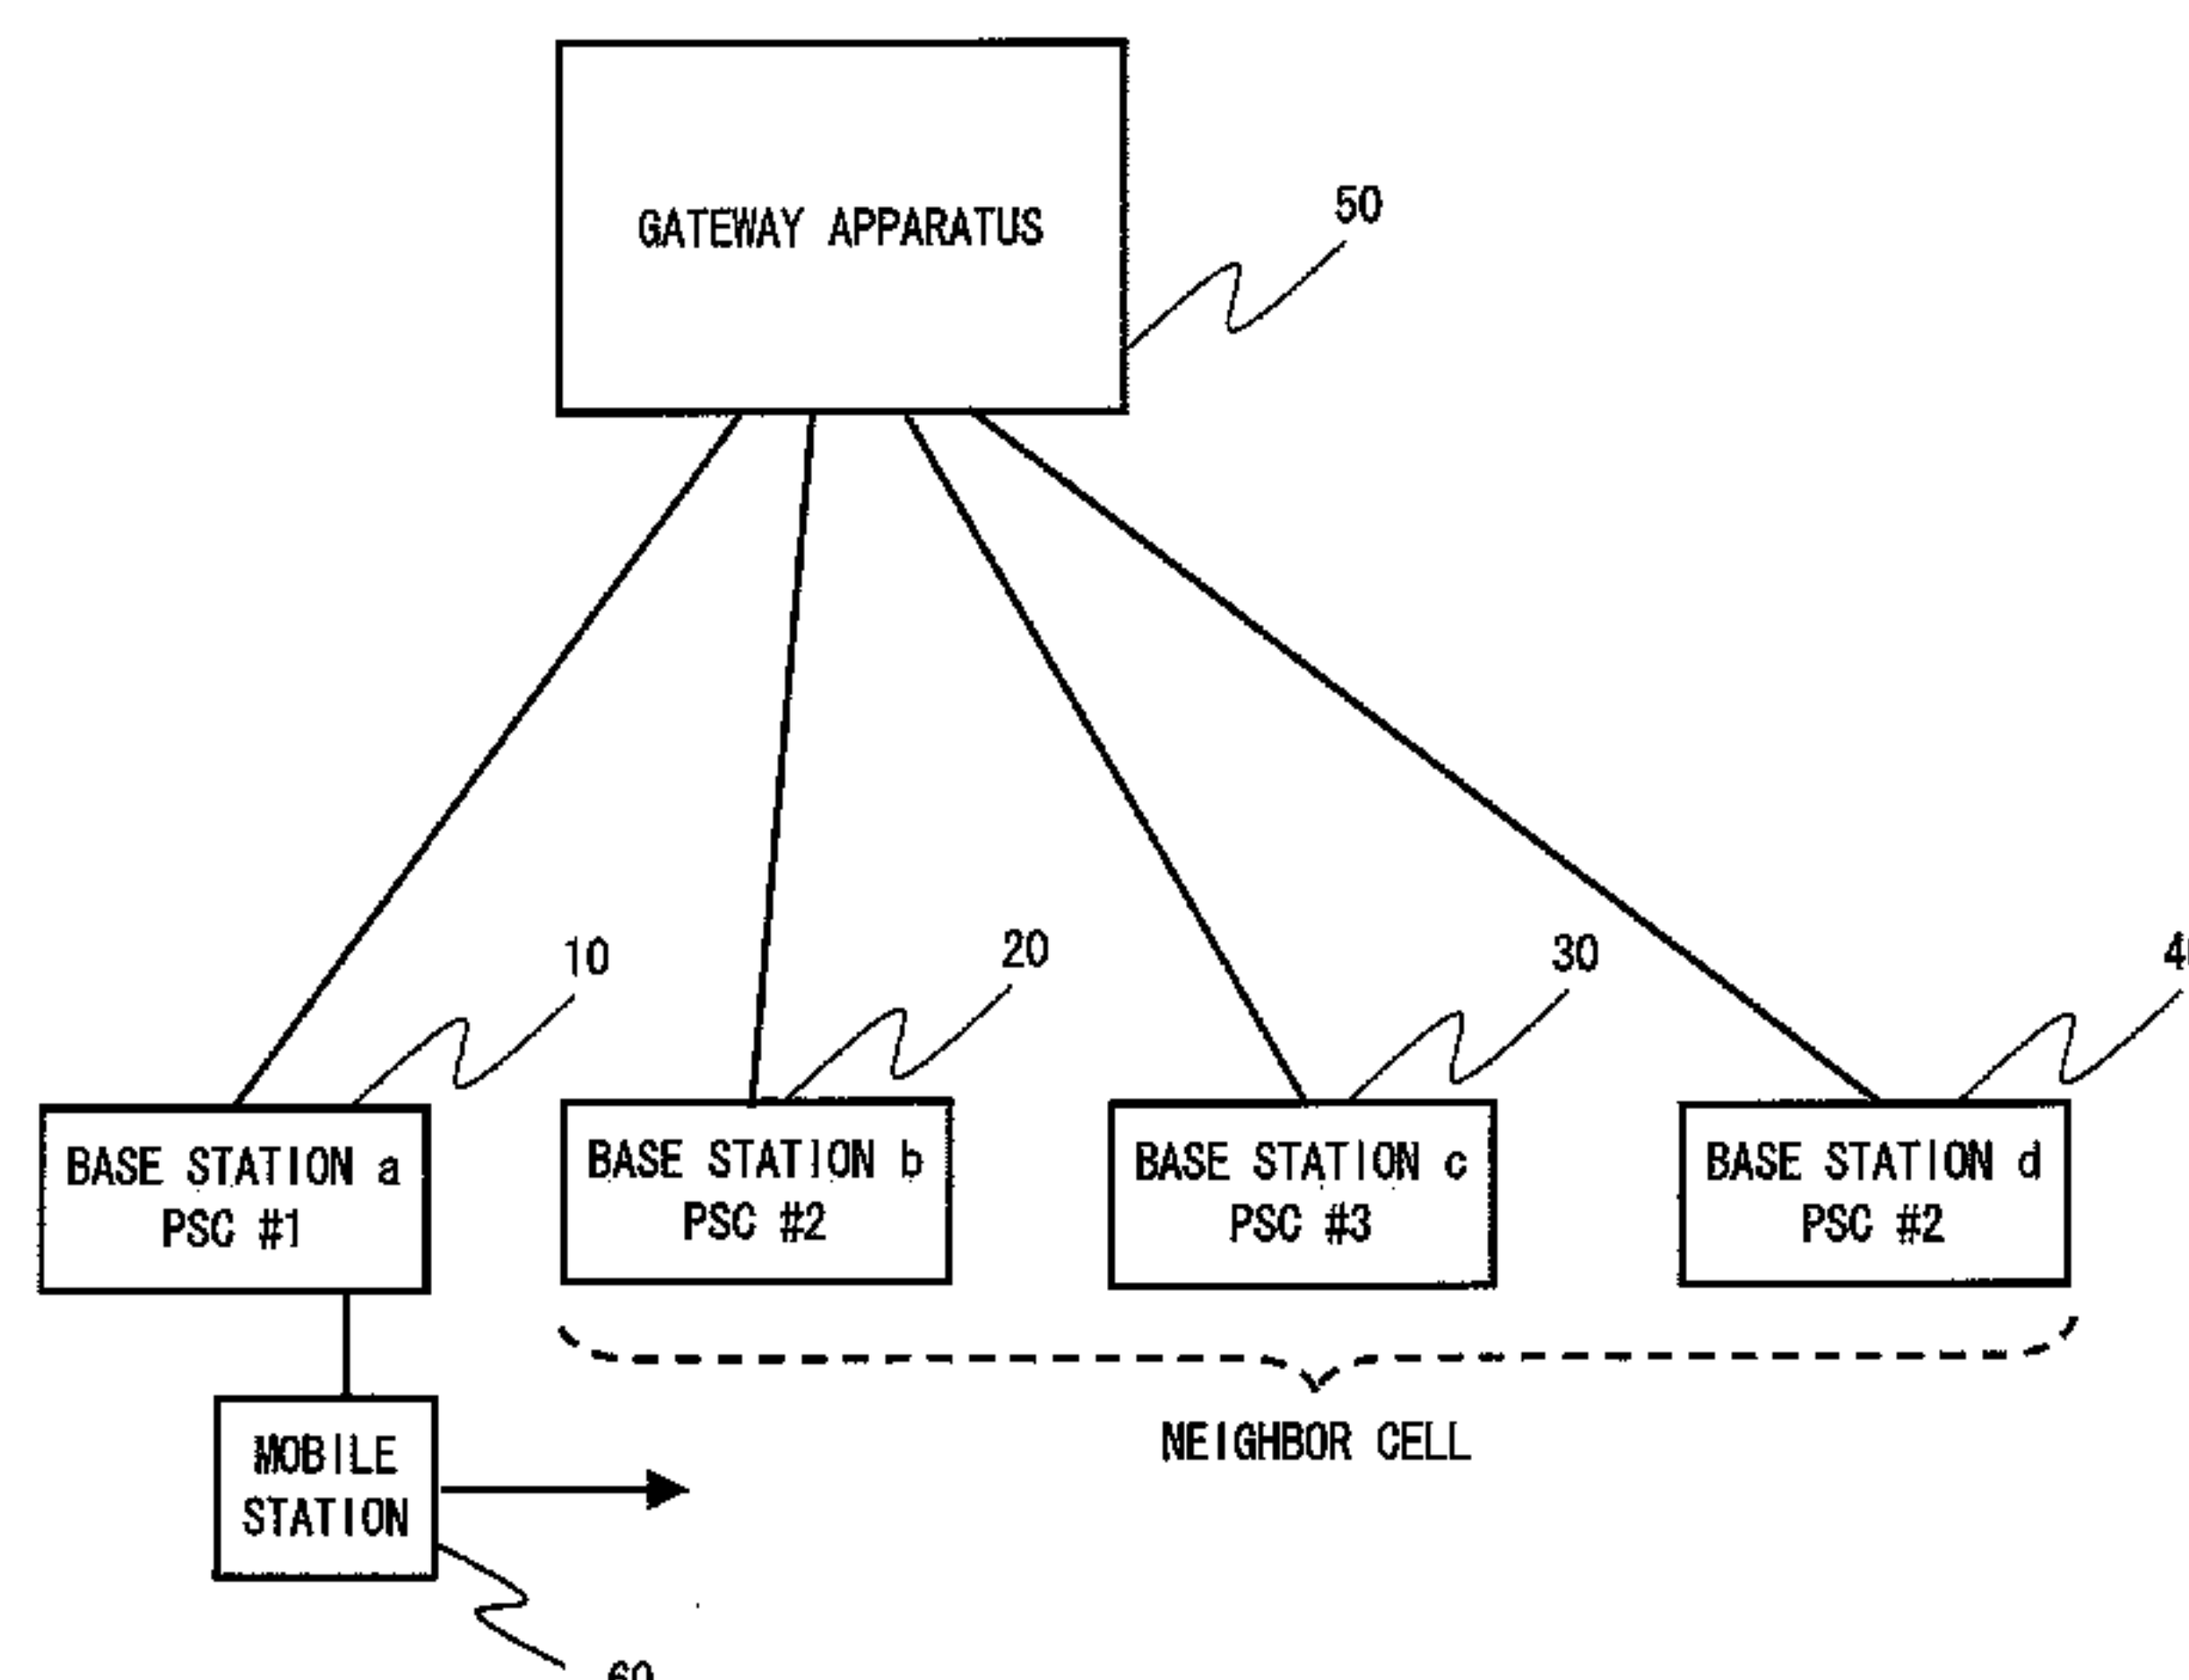 GATEWAY APPARATUS
50
10
20
30
BASE STATION a
PSC #1
BASE STATION b
PSC #2
BASE STATION c
PSC #3
BASE STATION d
PSC #2
NEIGHBOR CELL
MOBILE
STATION